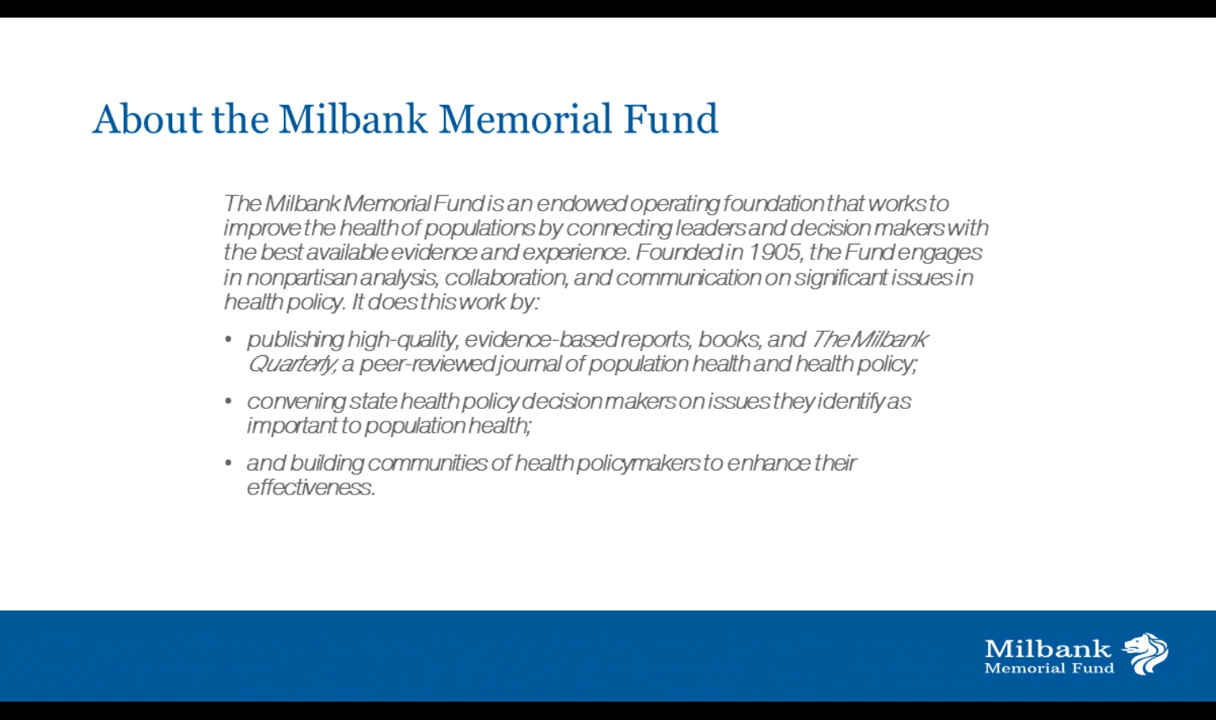 About the Milbank Memorial Fund
The Milbank Memorial Fund is an endowed operating foundation that works to
improve the health of populations by connecting leaders and decision makers with
the best available evidence and experience. Founded in 1905, the Fund engages
in nonpartisan analysis, collaboration, and communication on significant issues in
health policy. It does this work by:
• publishing high-quality, evidence-based reports, books, and The Milbank
Quarterly, a peer-reviewed journal of population health and health policy;
• convening state health policy decision makers on issues they identify as
important to population health;
• and building communities of health policymakers to enhance their
effectiveness.
Milbank
Memorial Fund